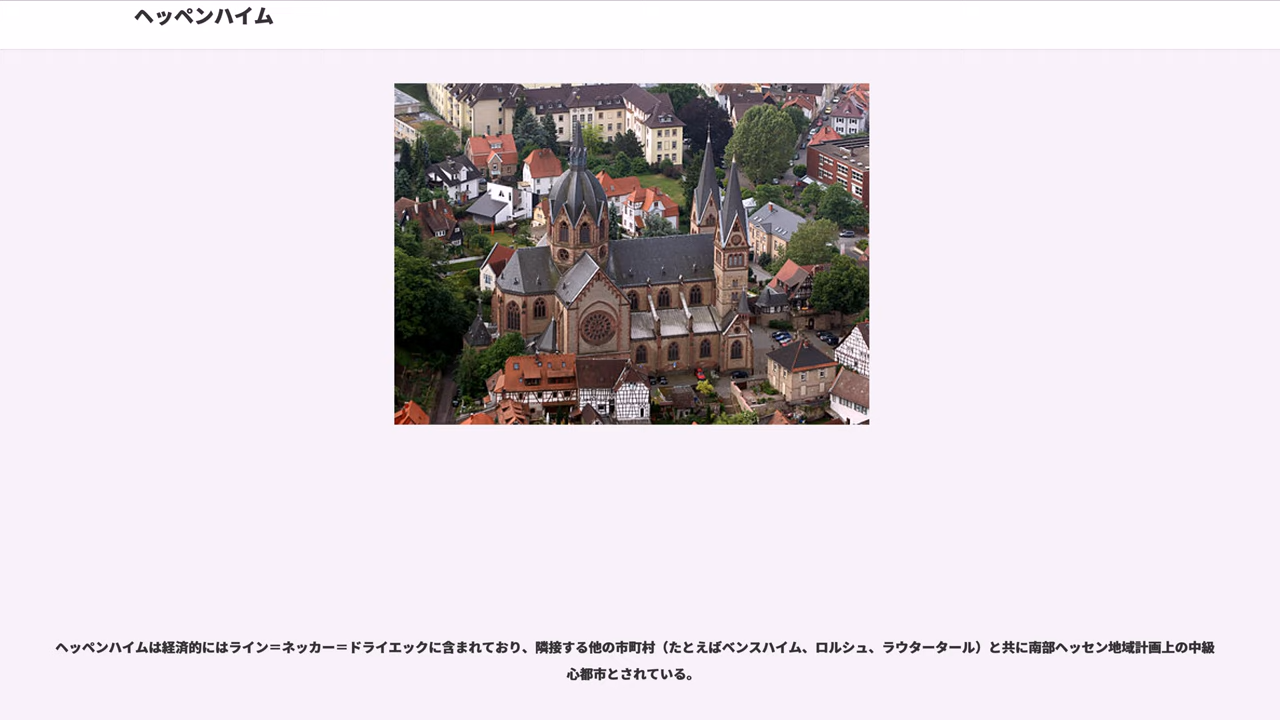 ヘッペンハイム
ヘッペンハイムは経済的にはライン＝ネッカー＝ドライエックに含まれており、隣接する他の市町村（たとえばベンスハイム、ロルシュ、ラウタータール）と共に南部ヘッセン地域計画上の中級
心都市とされている。